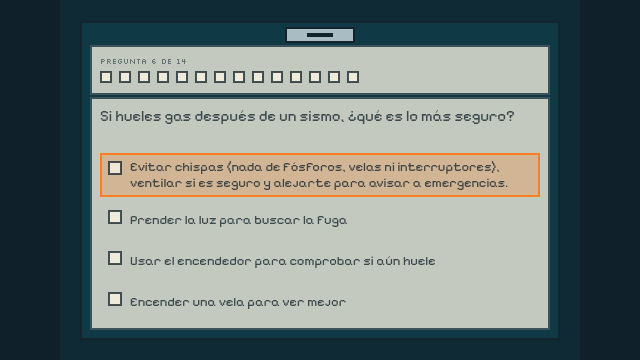 PREGUNTA 6 DE 14
Si hueles gas después de un sismo, ¿qué es lo más seguro?
Evitar chispas (nada de fósforos, velas ni interruptores),
ventilar si es seguro y alejarte para avisar a emergencias.
Prender la luz para buscar la fuga
Usar el encendedor para comprobar si aún huele
Encender una vela para ver mejor